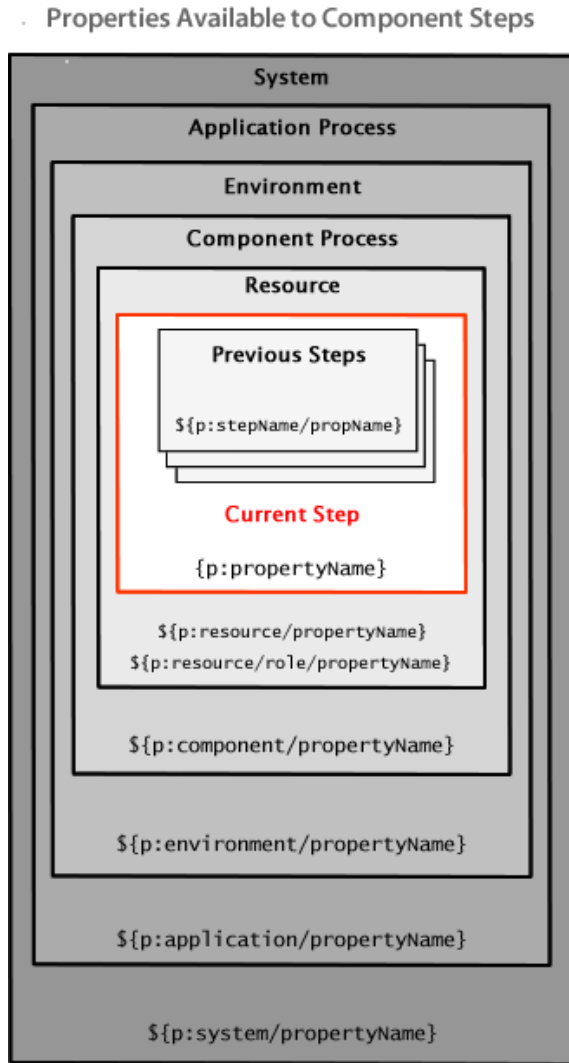 Properties Available to Component Steps
System
Application Process
Environment
Component Process
Resource
Previous Steps
${p:stepName/propName}
Current Step
{p:propertyName}
${p:resource/propertyName}
${p:resource/role/propertyName}
${p:component/propertyName}
${p:environment/propertyName}
${p:application/propertyName}
${p:system/propertyName}